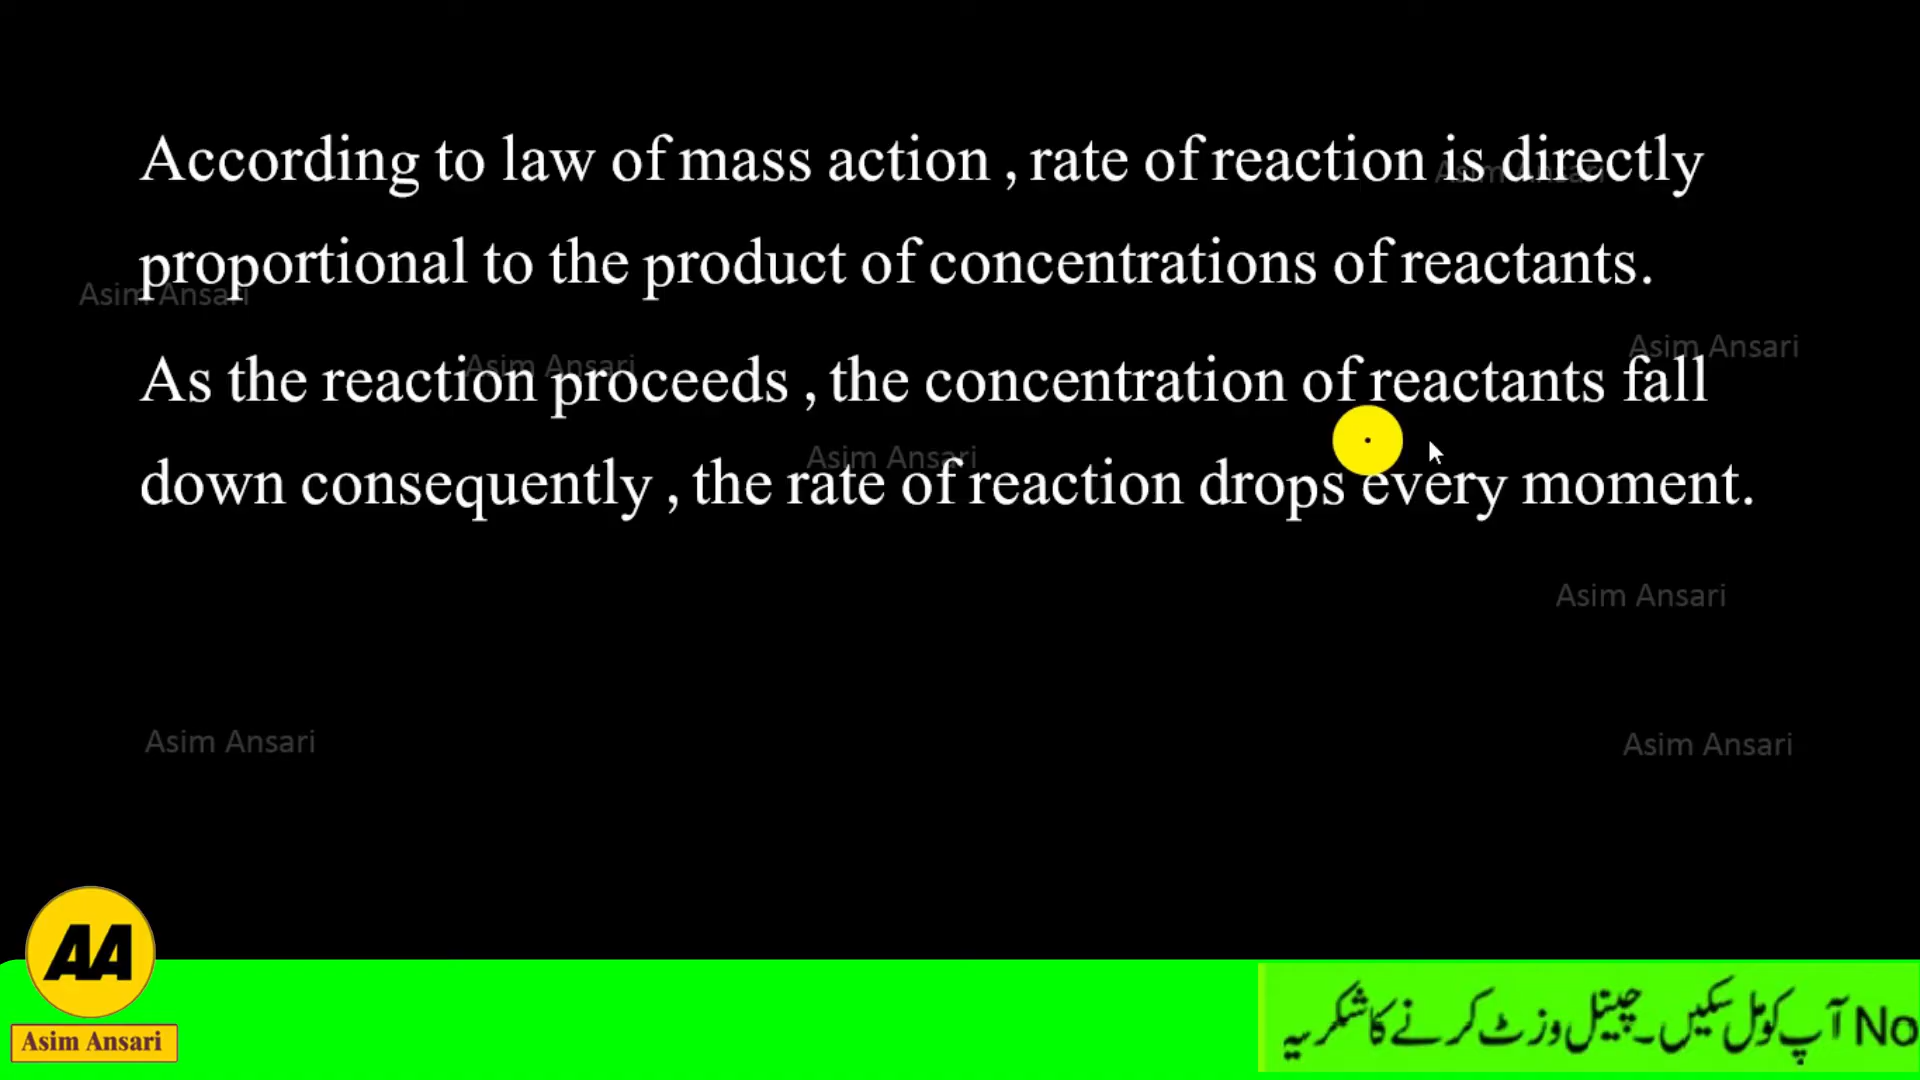 According to law of mass action , rate of reaction is directly
Asim Ansari
proportional to the product of concentrations of reactants.
Asim Ansari
Asim Ansari
As the reaction proceeds , the concentration of reactants fall
Asim Ansari
Asim Ansari
down consequently , the rate of reaction drops every moment.
Asim Ansari
Asim Ansari
Asim Ansari
AA
Asim Ansari
آپ کو مل سکیں۔ چینل وزٹ کرنے کا شکریہ No